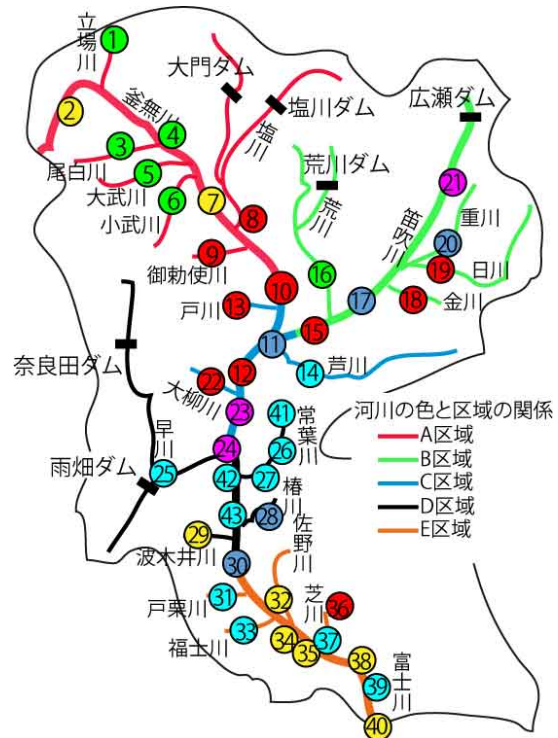 立場川
①
大門ダム
塩川ダム
広瀬ダム
②
釜無川
④
塩川
③
荒川ダム
尾白川
⑤
荒川
㉑
重川
大武川
⑥
⑦
笛吹川
小武川
⑧
⑳
⑨
⑯
⑲
日川
御勅使川
⑩
⑰
⑱
金川
戸川
⑬
⑮
⑪
奈良田ダム
⑫
⑭
芦川
㉒
大柳川
㉓
㊶
常葉川
河川の色と区域の関係
A区域
早川
㉔
㉖
B区域
雨畑ダム
㉕
㊷
㉗
C区域
椿川
D区域
㊸
㉘
佐野川
E区域
㉙
波木井川
㉚
芝川
㊱
戸栗川
㉛
㉜
㉝
福士川
㉞
㉟
㊲
㊳
富士川
㊴
㊵